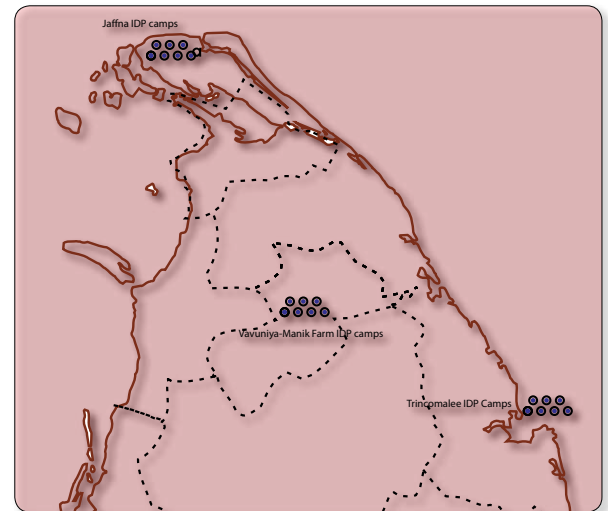 Jaffna IDP camps
Vavuniya-Manik Farm IDP camps
Trincomalee IDP Camps